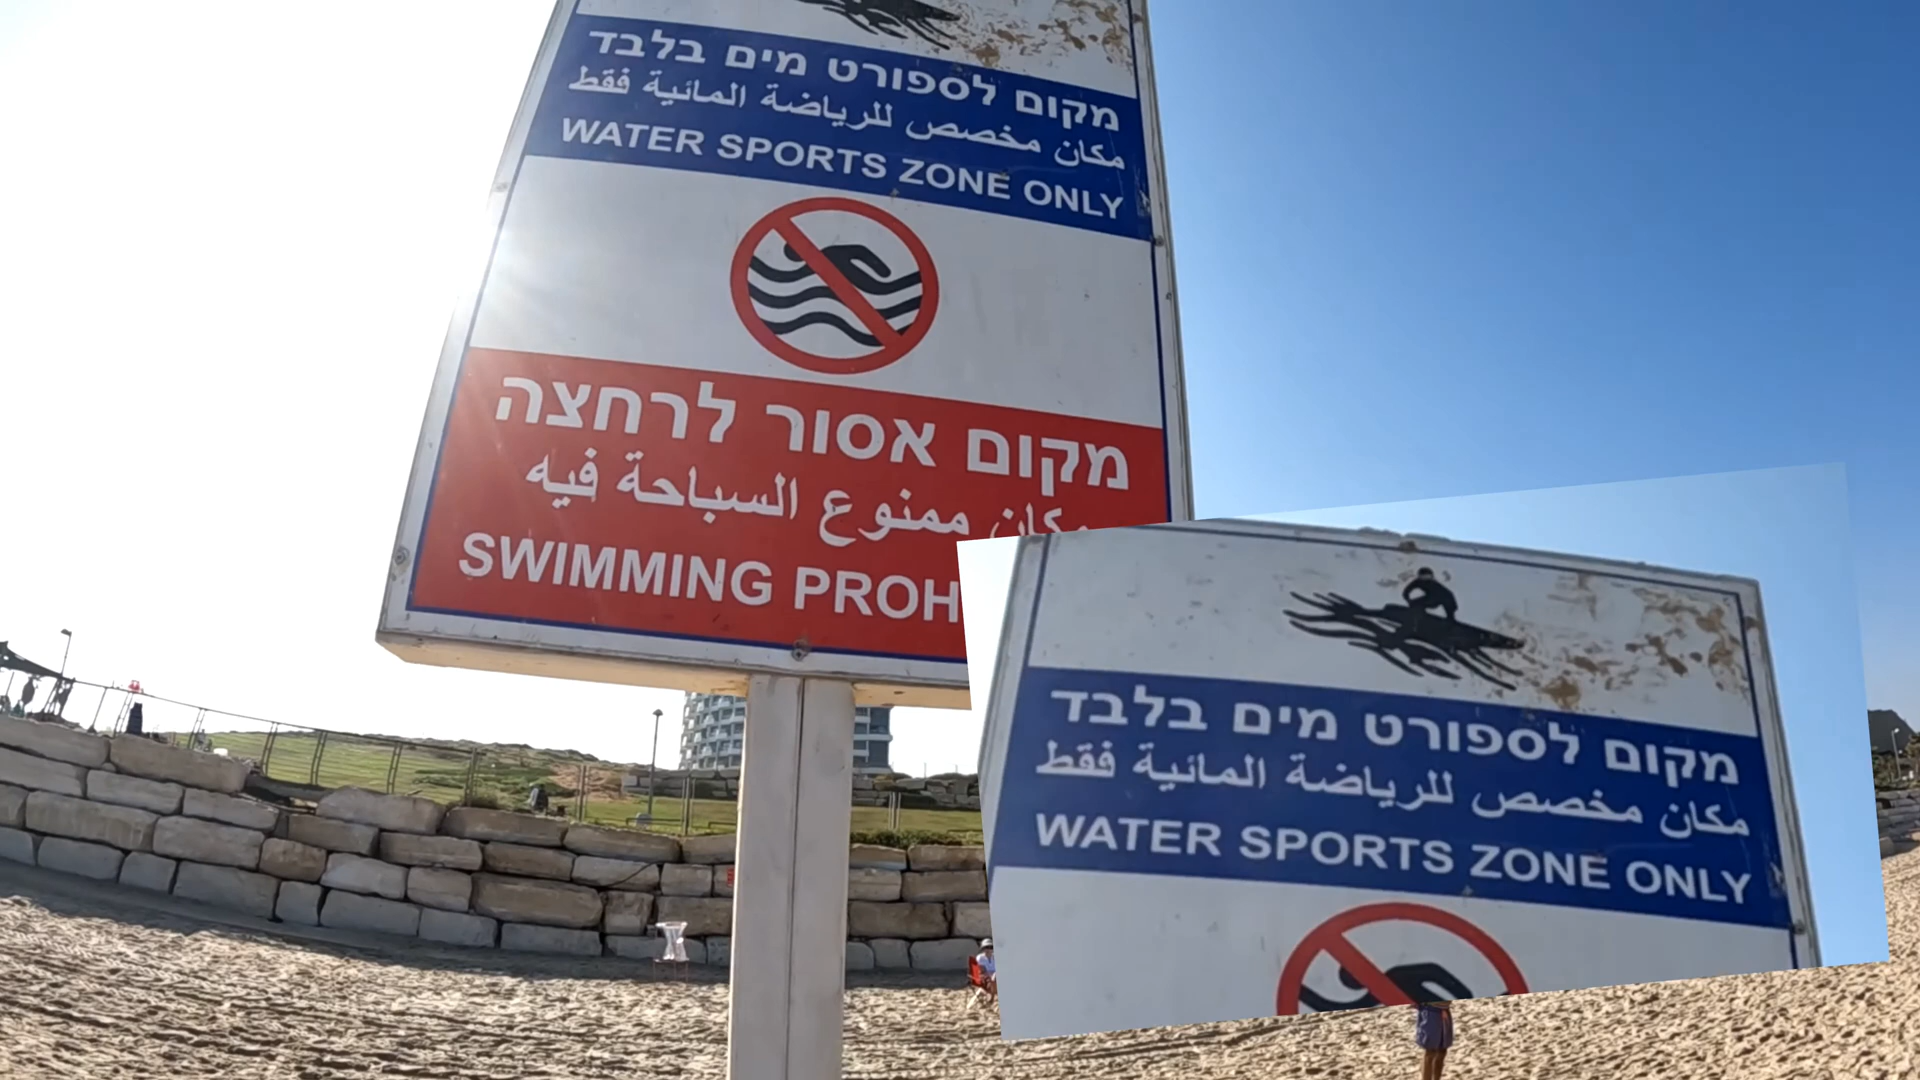 מקום לספורט מים בלבד
مكان مخصص للرياضة المائية فقط
WATER SPORTS ZONE ONLY
מקום אסור לרחצה
مكان ممنوع السباحة فيه
SWIMMING PROH
מקום לספורט מים בלבד
مكان مخصص للرياضة المائية فقط
WATER SPORTS ZONE ONLY